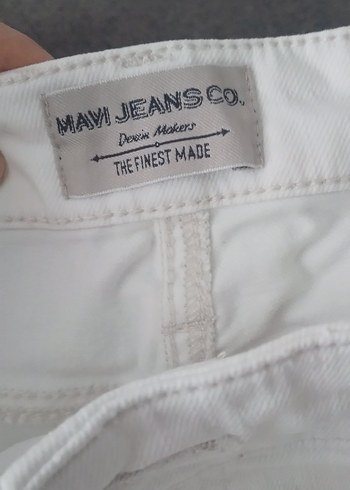 MAVI JEANS CO.
Denim Makers
THE FINEST MADE